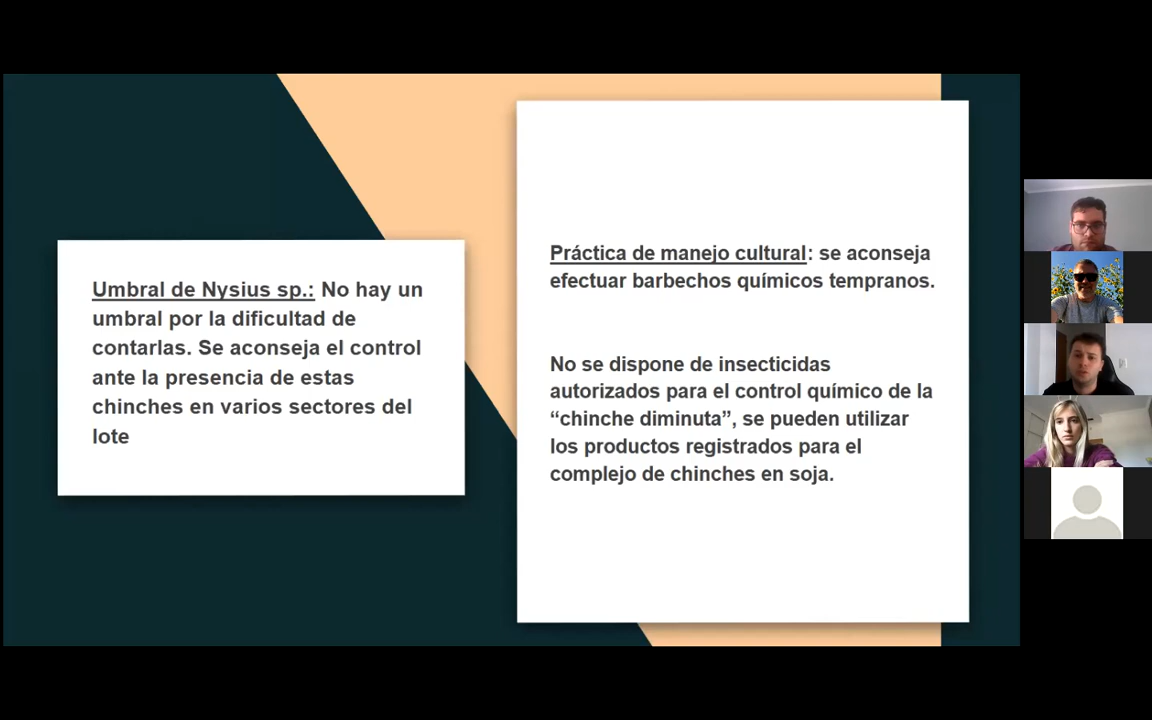 Umbral de Nysius sp.: No hay un
umbral por la dificultad de
contarlas. Se aconseja el control
ante la presencia de estas
chinches en varios sectores del
lote
Práctica de manejo cultural: se aconseja
efectuar barbechos químicos tempranos.
No se dispone de insecticidas
autorizados para el control químico de la
“chinche diminuta”, se pueden utilizar
los productos registrados para el
complejo de chinches en soja.